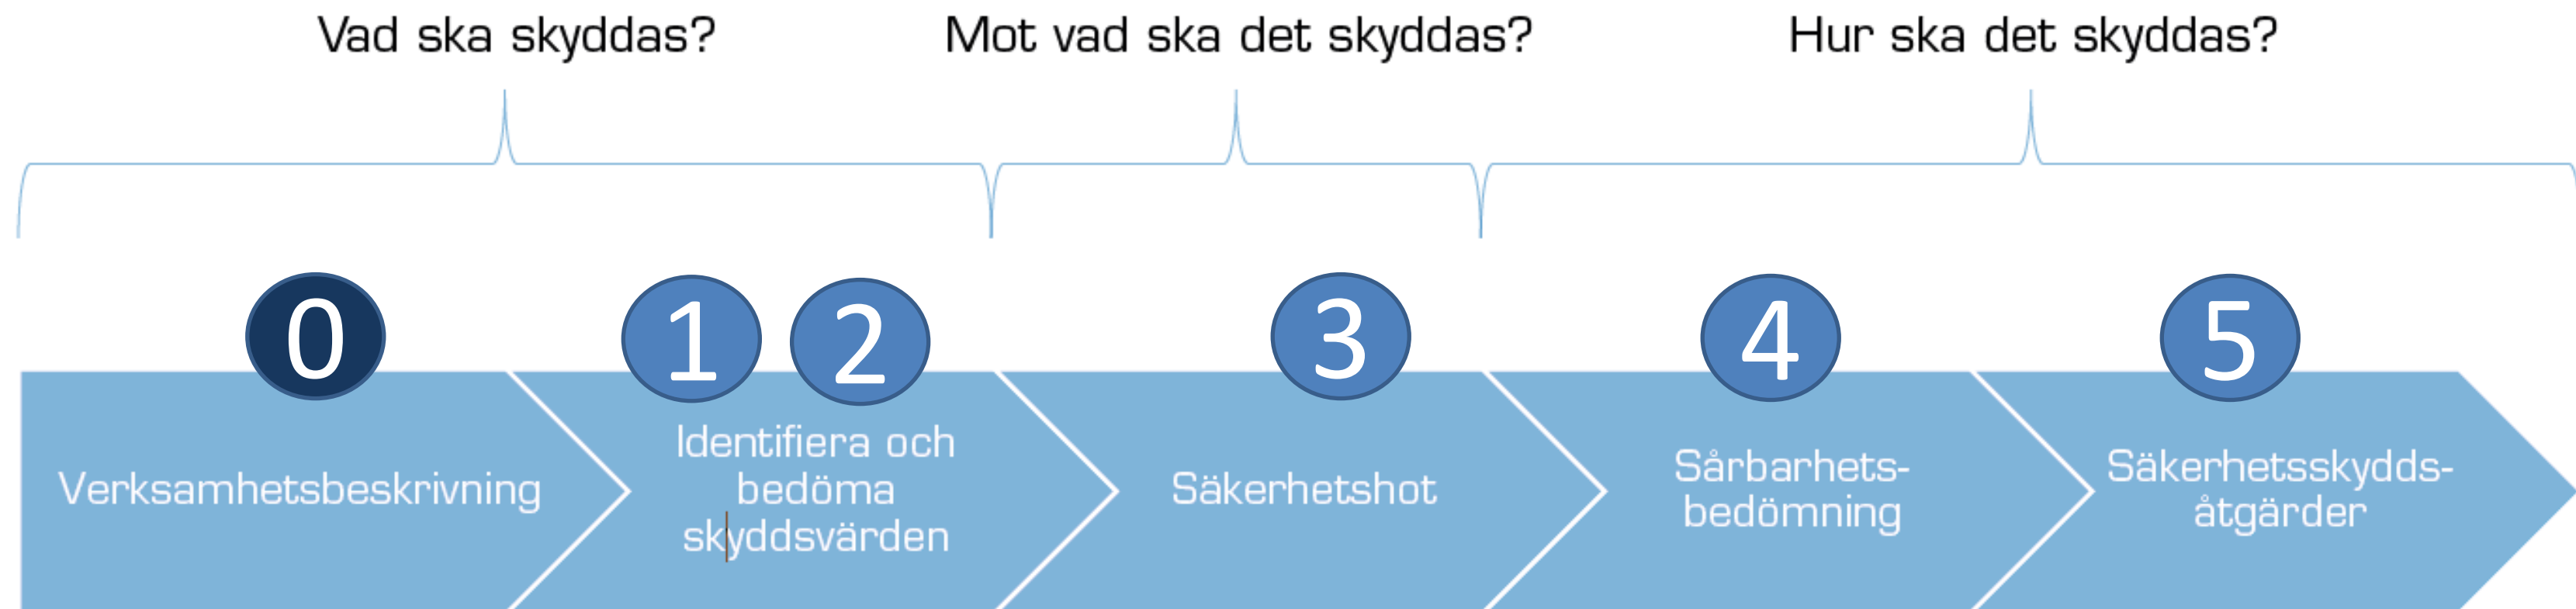 Vad ska skyddas?
Mot vad ska det skyddas?
Hur ska det skyddas?
0
1
2
3
4
5
Verksamhetsbeskrivning
Identifiera och
bedöma
skyddsvärden
Säkerhetshot
Sårbarhets-
bedömning
Säkerhetsskydds-
åtgärder